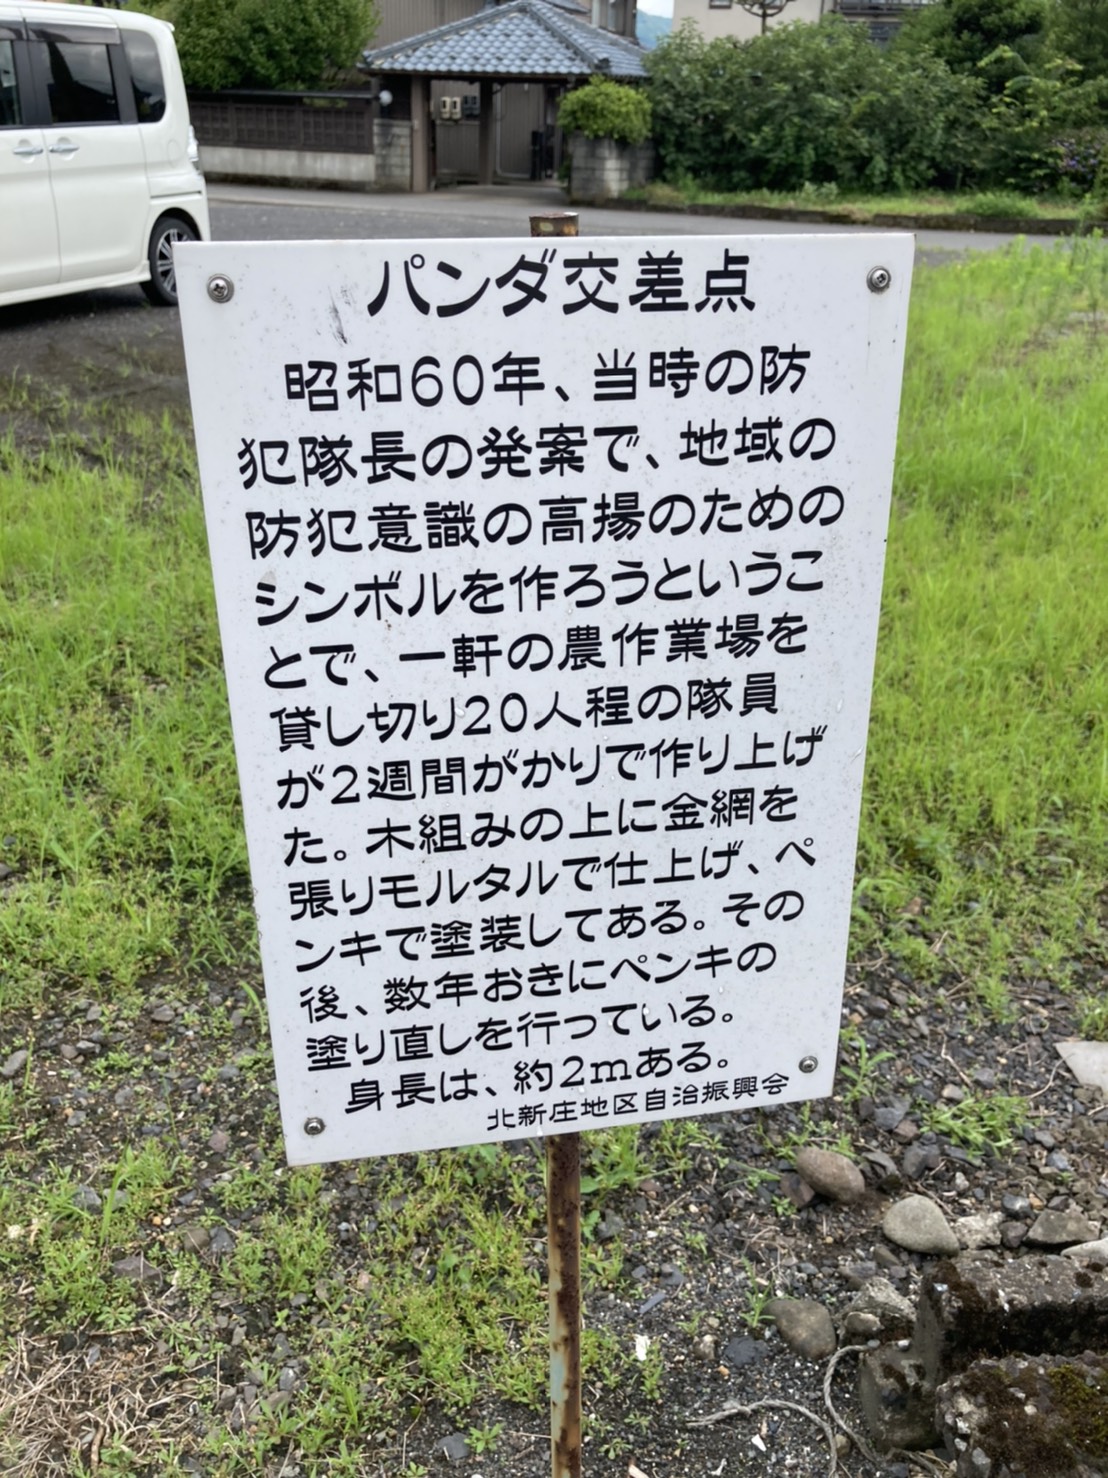 パンダ交差点
昭和60年、当時の防
犯隊長の発案で、地域の
防犯意識の高揚のための
シンボルを作ろうというこ
とで、一軒の農作業場を
貸し切り20人程の隊員
が2週間がかりで作り上げ
た。木組みの上に金網を
張りモルタルで仕上げ、ペ
ンキで塗装してある。その
後、数年おきにペンキの
塗り直しを行っている。
身長は、約2mある。
北新庄地区自治振興会